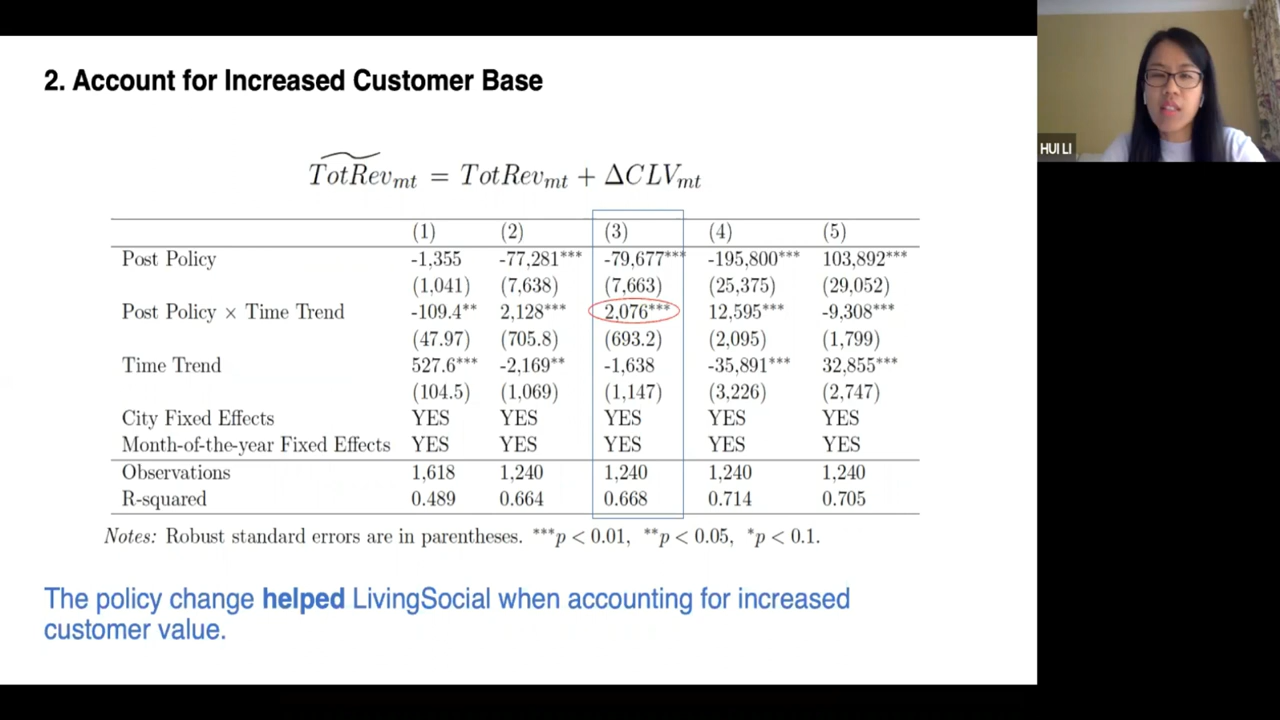 2. Account for Increased Customer Base
HUI LI
T͠otRev_mt = TotRev_mt + ΔCLV_mt
(1) (2) (3) (4) (5)
Post Policy -1,355 -77,281*** -79,677*** -195,800*** 103,892***
(1,041) (7,638) (7,663) (25,375) (29,052)
Post Policy × Time Trend -109.4** 2,128*** 2,076*** 12,595*** -9,308***
(47.97) (705.8) (693.2) (2,095) (1,799)
Time Trend 527.6*** -2,169** -1,638 -35,891*** 32,855***
(104.5) (1,069) (1,147) (3,226) (2,747)
City Fixed Effects YES YES YES YES YES
Month-of-the-year Fixed Effects YES YES YES YES YES
Observations 1,618 1,240 1,240 1,240 1,240
R-squared 0.489 0.664 0.668 0.714 0.705
Notes: Robust standard errors are in parentheses. ***p < 0.01, **p < 0.05, *p < 0.1.
The policy change helped LivingSocial when accounting for increased
customer value.